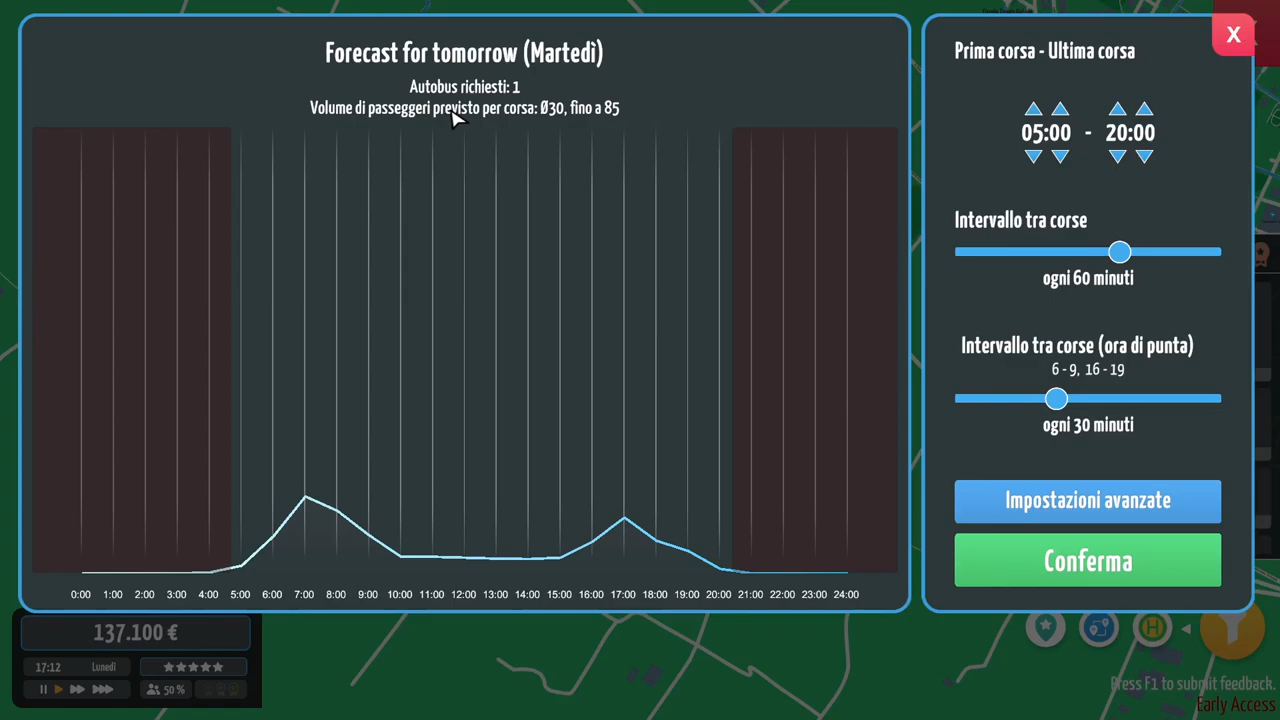 Forecast for tomorrow (Martedì)
Autobus richiesti: 1
Volume di passeggeri previsto per corsa: Ø30, fino a 85
0:00 1:00 2:00 3:00 4:00 5:00 6:00 7:00 8:00 9:00 10:00 11:00 12:00 13:00 14:00 15:00 16:00 17:00 18:00 19:00 20:00 21:00 22:00 23:00 24:00
X
Prima corsa - Ultima corsa
05:00 - 20:00
Intervallo tra corse
ogni 60 minuti
Intervallo tra corse (ora di punta)
6 - 9, 16 - 19
ogni 30 minuti
Impostazioni avanzate
Conferma
137.100 €
17:12 Lunedì
50 %
H
Press F1 to submit feedback.
Early Access